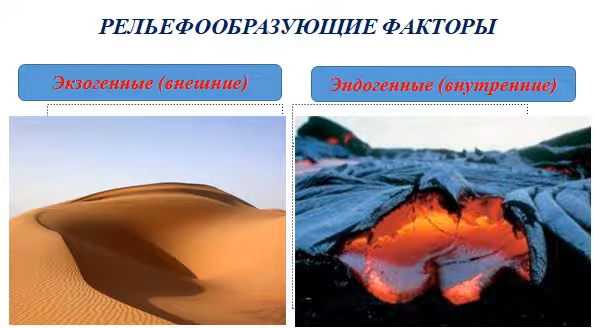 РЕЛЬЕФООБРАЗУЮЩИЕ ФАКТОРЫ
Экзогенные (внешние)
Эндогенные (внутренние)